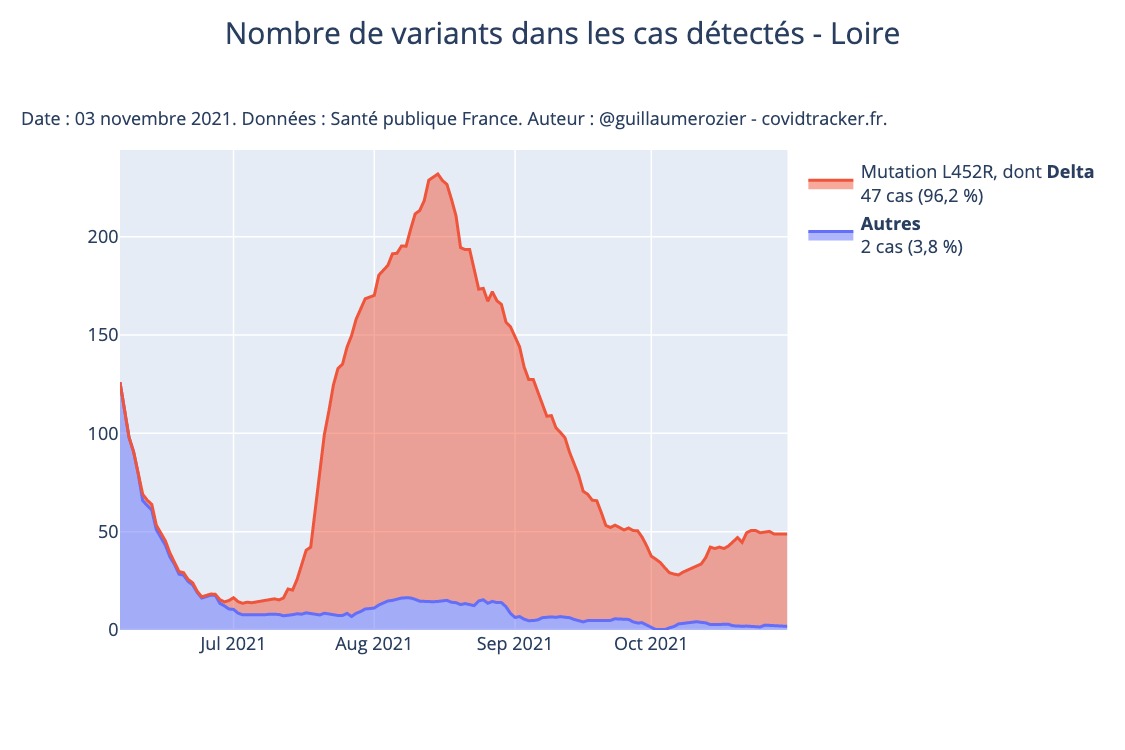 Nombre de variants dans les cas détectés - Loire
Date : 03 novembre 2021. Données : Santé publique France. Auteur : @guillaumerozier - covidtracker.fr.
Mutation L452R, dont Delta
47 cas (96,2 %)
Autres
2 cas (3,8 %)
200
150
100
50
0
Jul 2021
Aug 2021
Sep 2021
Oct 2021